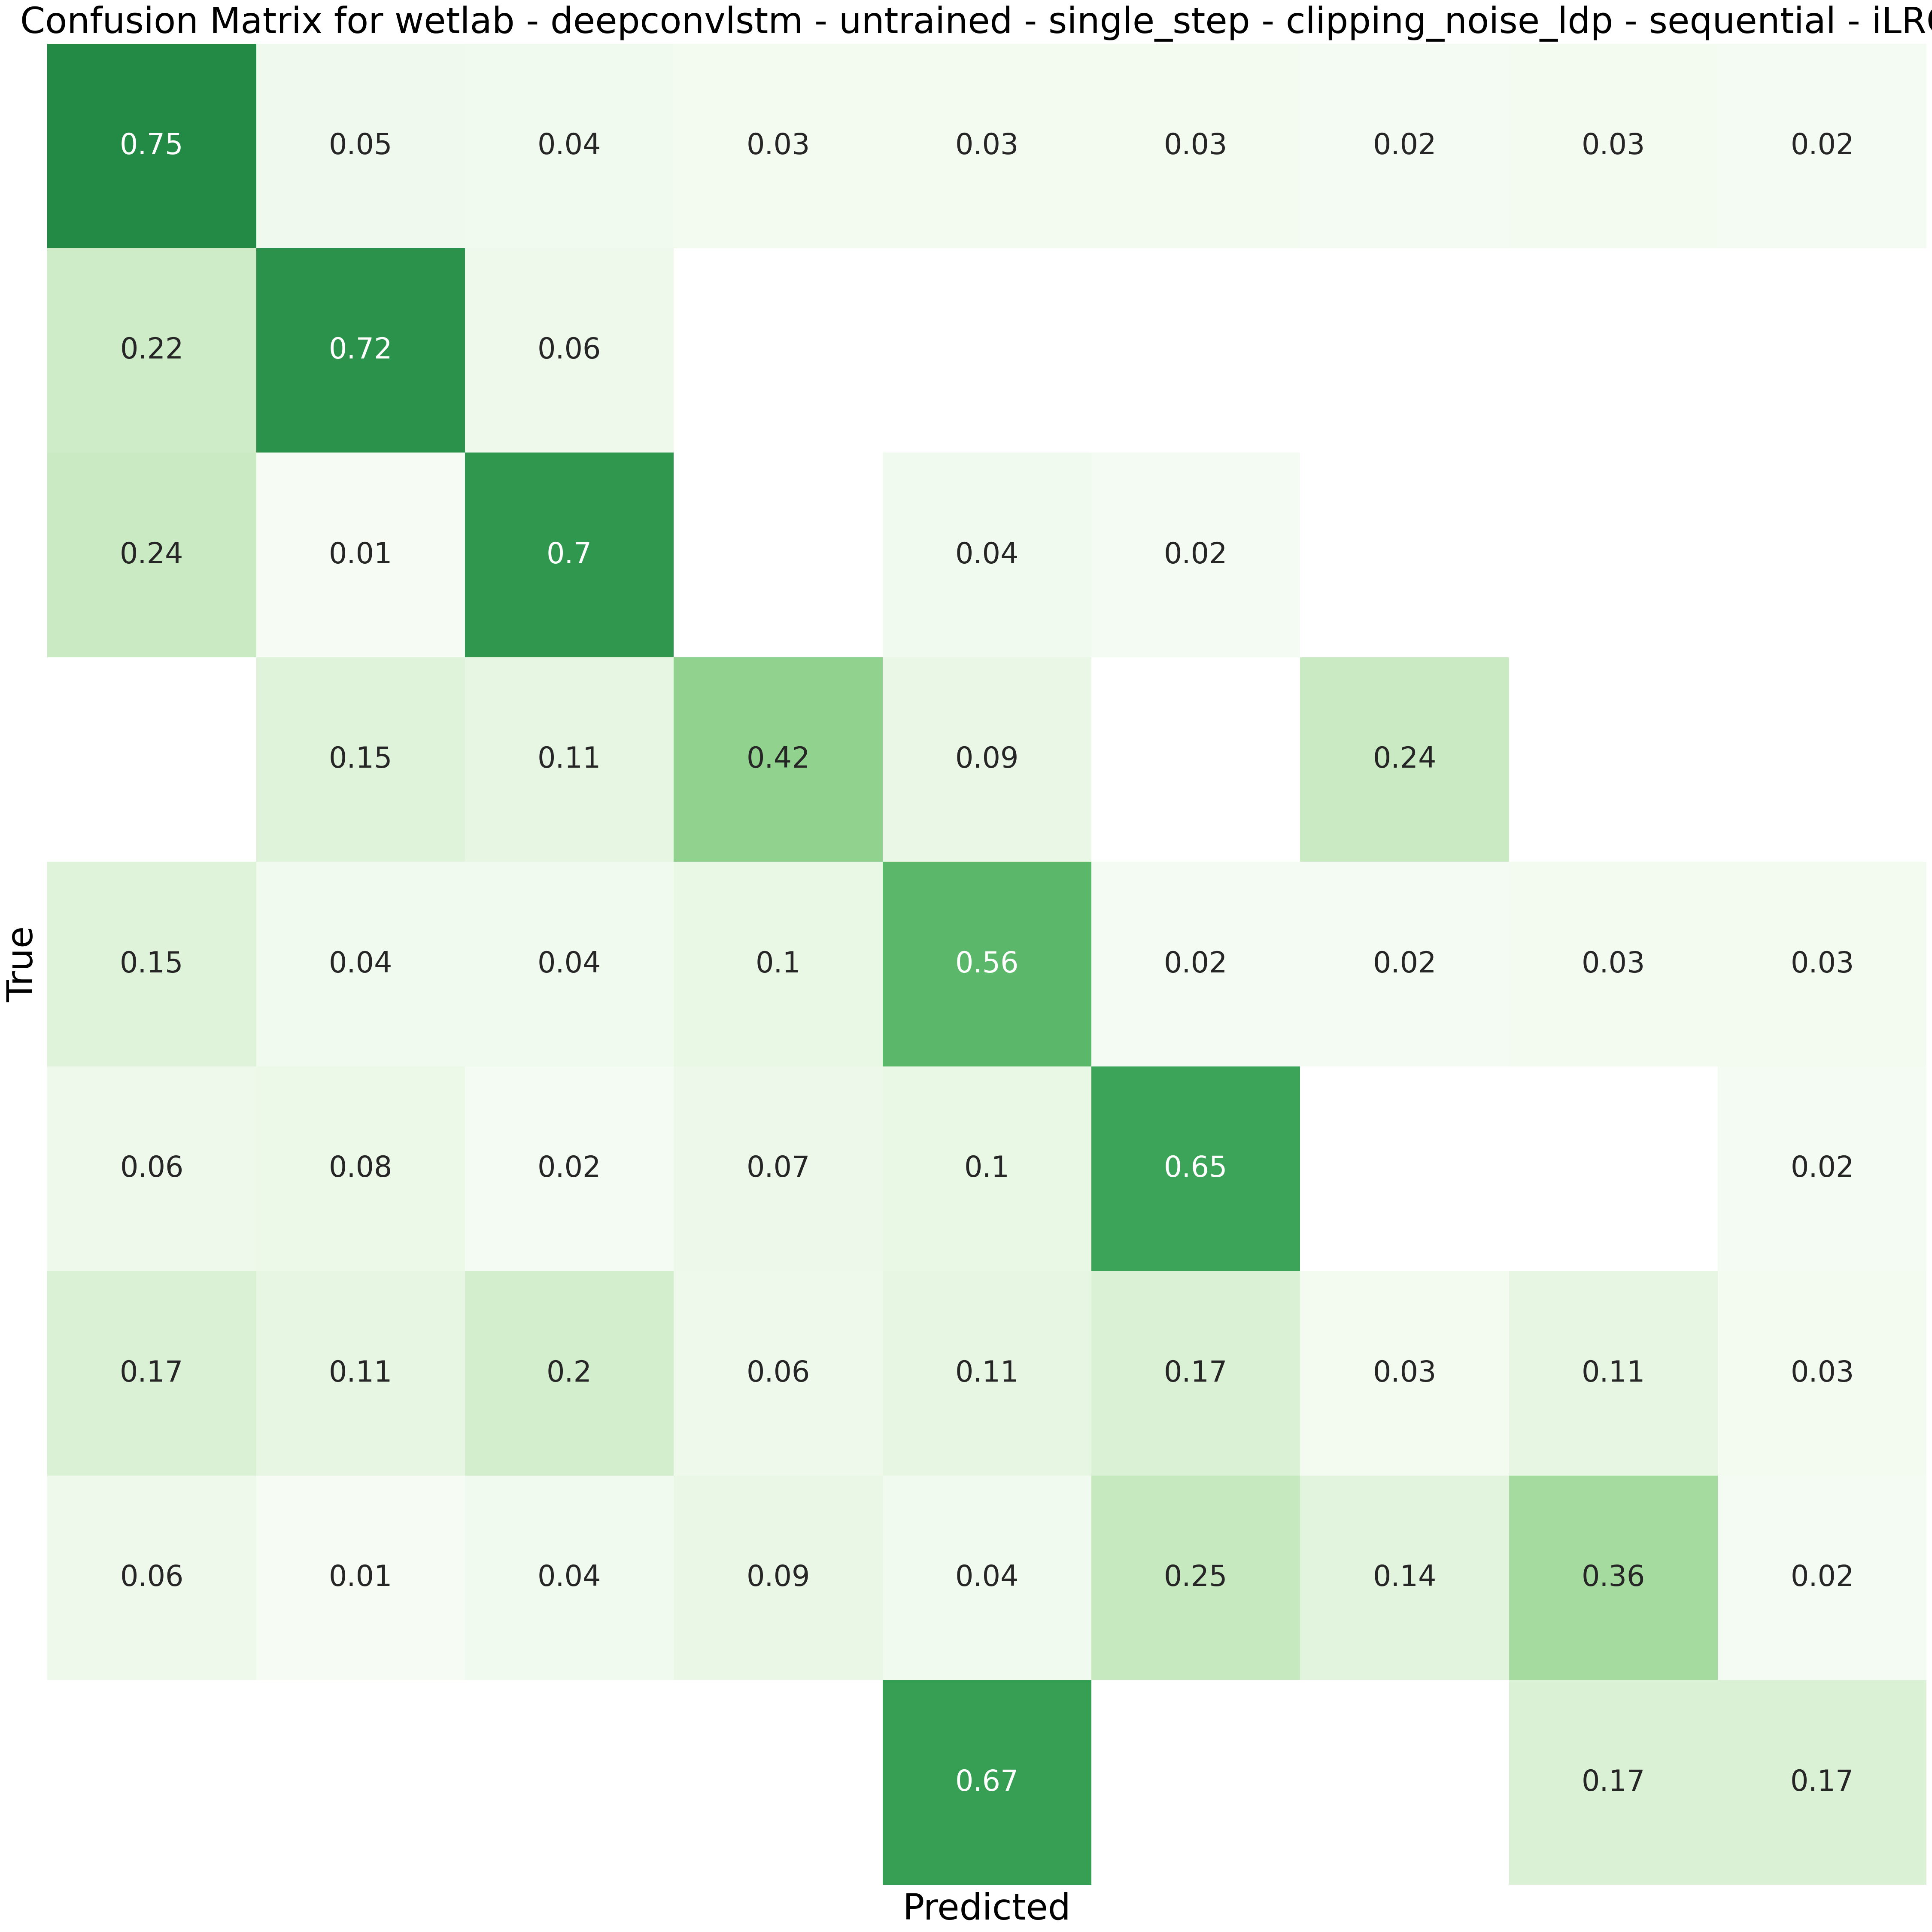 Confusion Matrix for wetlab - deepconvlstm - untrained - single_step - clipping_noise_ldp - sequential -
0.75 0.05 0.04 0.03 0.03 0.03 0.02 0.03 0.02
0.22 0.72 0.06
0.24 0.01 0.7 0.04 0.02
0.15 0.11 0.42 0.09 0.24
True
0.15 0.04 0.04 0.1 0.56 0.02 0.02 0.03 0.03
0.06 0.08 0.02 0.07 0.1 0.65 0.02
0.17 0.11 0.2 0.06 0.11 0.17 0.03 0.11 0.03
0.06 0.01 0.04 0.09 0.04 0.25 0.14 0.36 0.02
0.67 0.17 0.17
Predicted